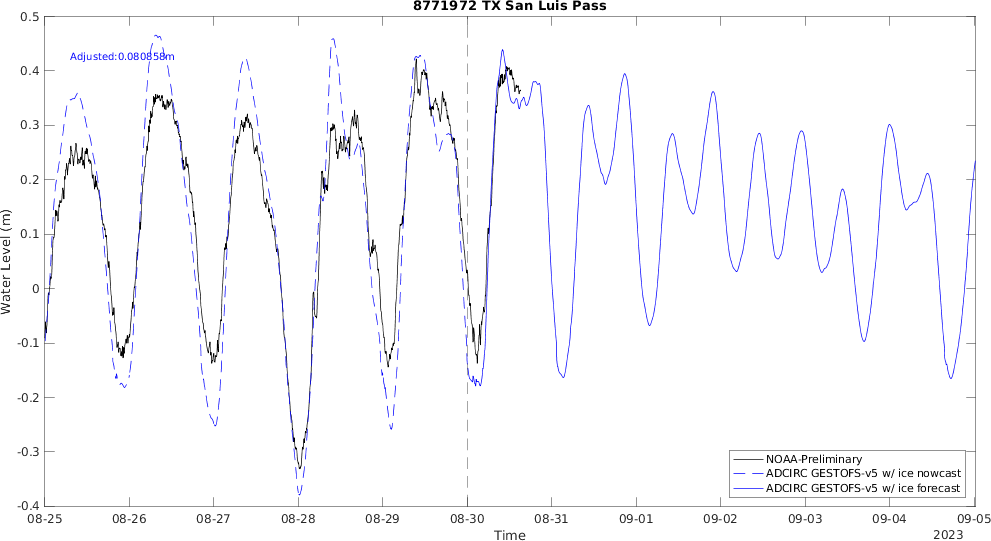 8771972 TX San Luis Pass
Adjusted:0.080858m
Water Level (m)
0.5
0.4
0.3
0.2
0.1
0
-0.1
-0.2
-0.3
-0.4
NOAA-Preliminary
ADCIRC GESTOFS-v5 w/ ice nowcast
ADCIRC GESTOFS-v5 w/ ice forecast
08-25 08-26 08-27 08-28 08-29 08-30 08-31 09-01 09-02 09-03 09-04 09-05
Time
2023